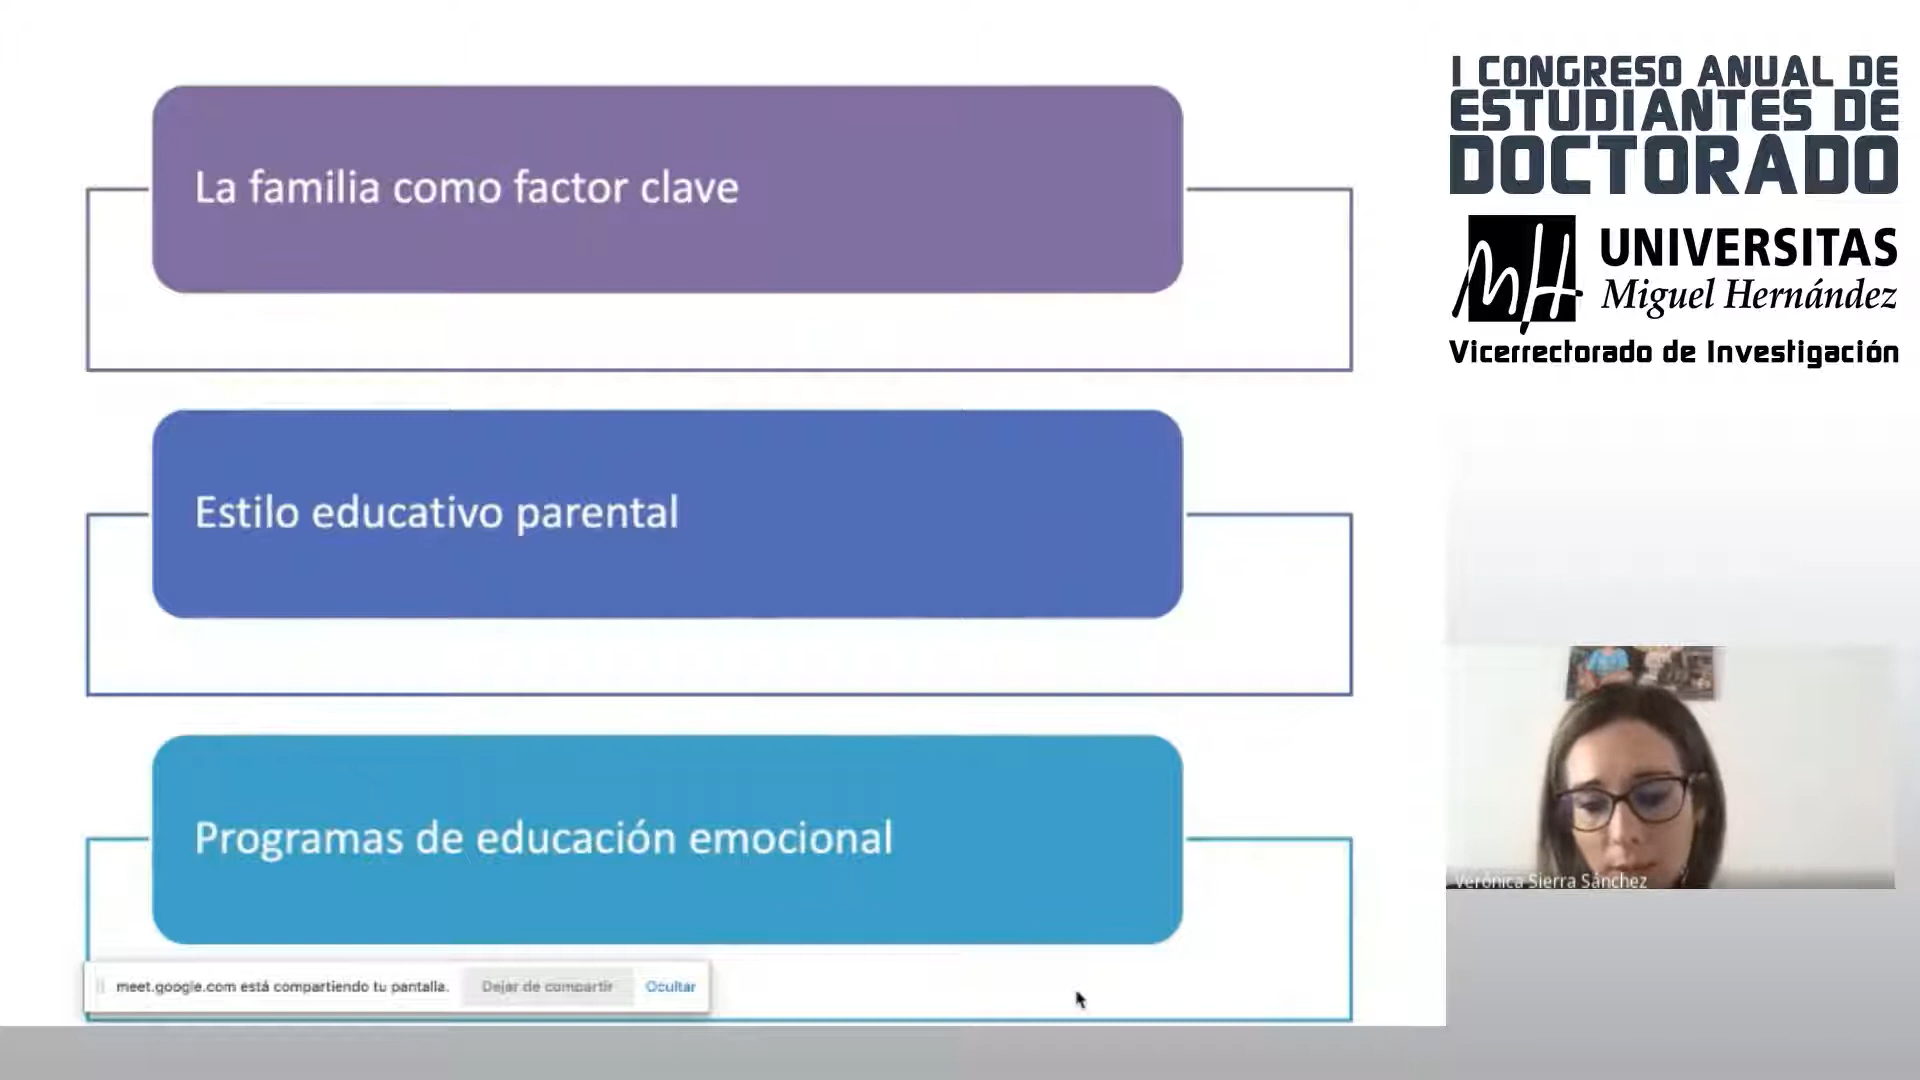 La familia como factor clave
Estilo educativo parental
Programas de educación emocional
meet.google.com está compartiendo tu pantalla.
Dejar de compartir
Ocultar
I CONGRESO ANUAL DE
ESTUDIANTES DE
DOCTORADO
MH
UNIVERSITAS
Miguel Hernández
Vicerrectorado de Investigación
Verónica Sierra Sánchez